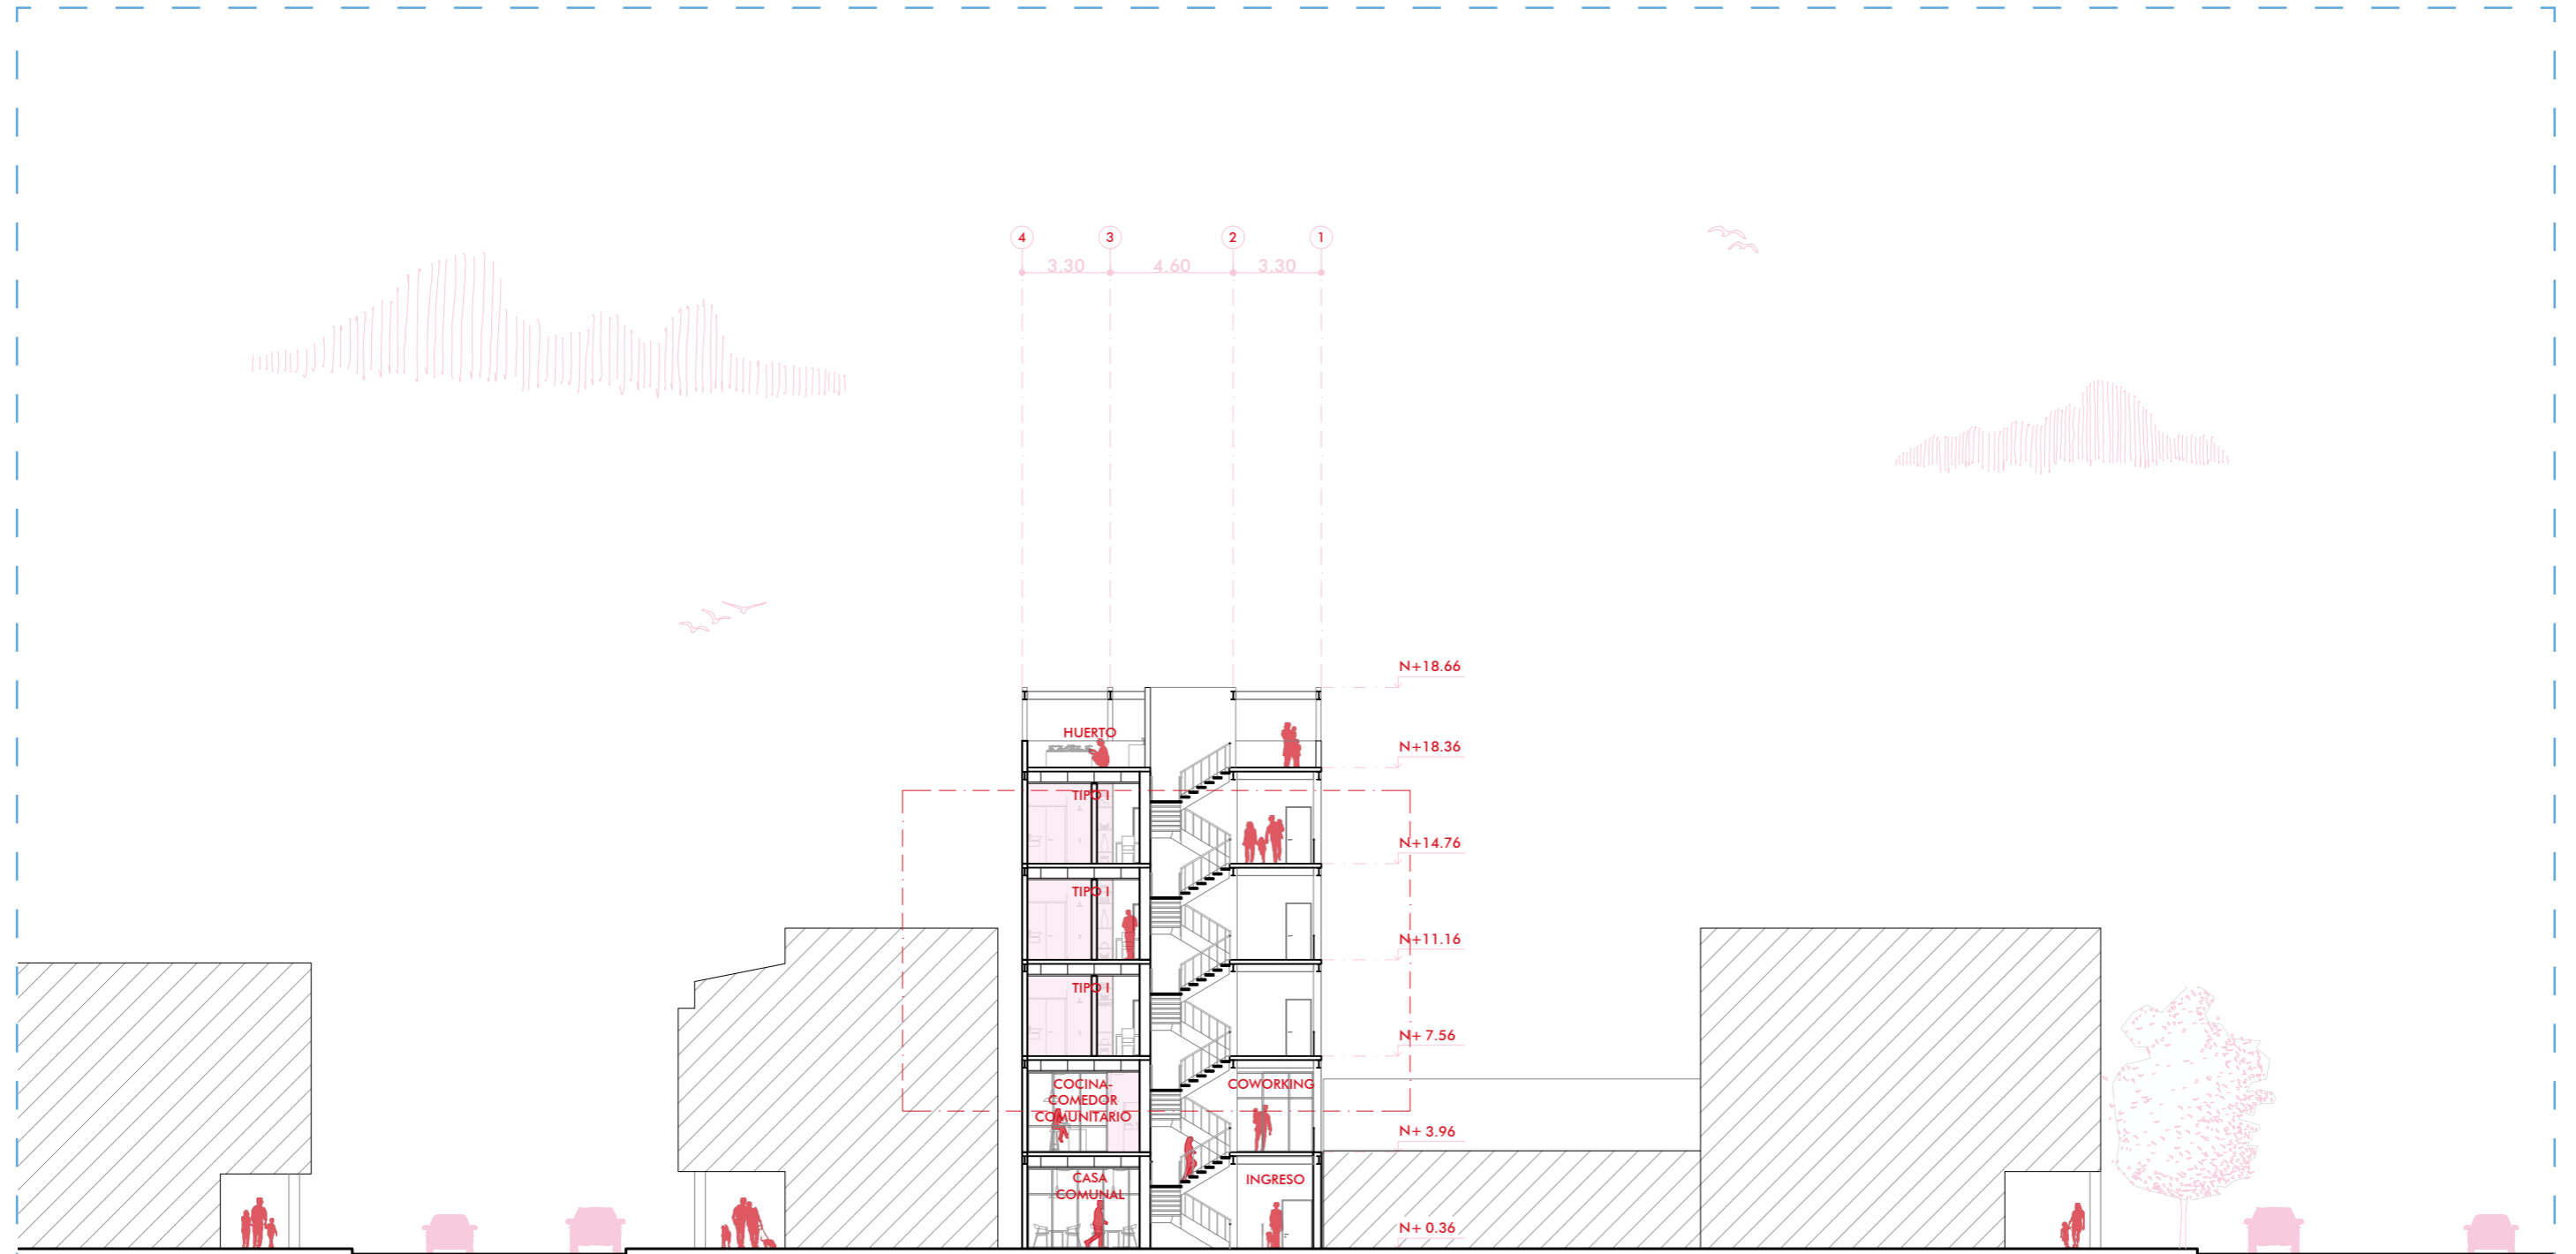 4 3 2 1
3.30 4.60 3.30
N+18.66
HUERTO
N+18.36
TIPO I
N+14.76
TIPO I
N+11.16
TIPO I
N+ 7.56
COCINA-
COMEDOR
COMUNITARIO
COWORKING
N+ 3.96
CASA
COMUNAL
INGRESO
N+ 0.36